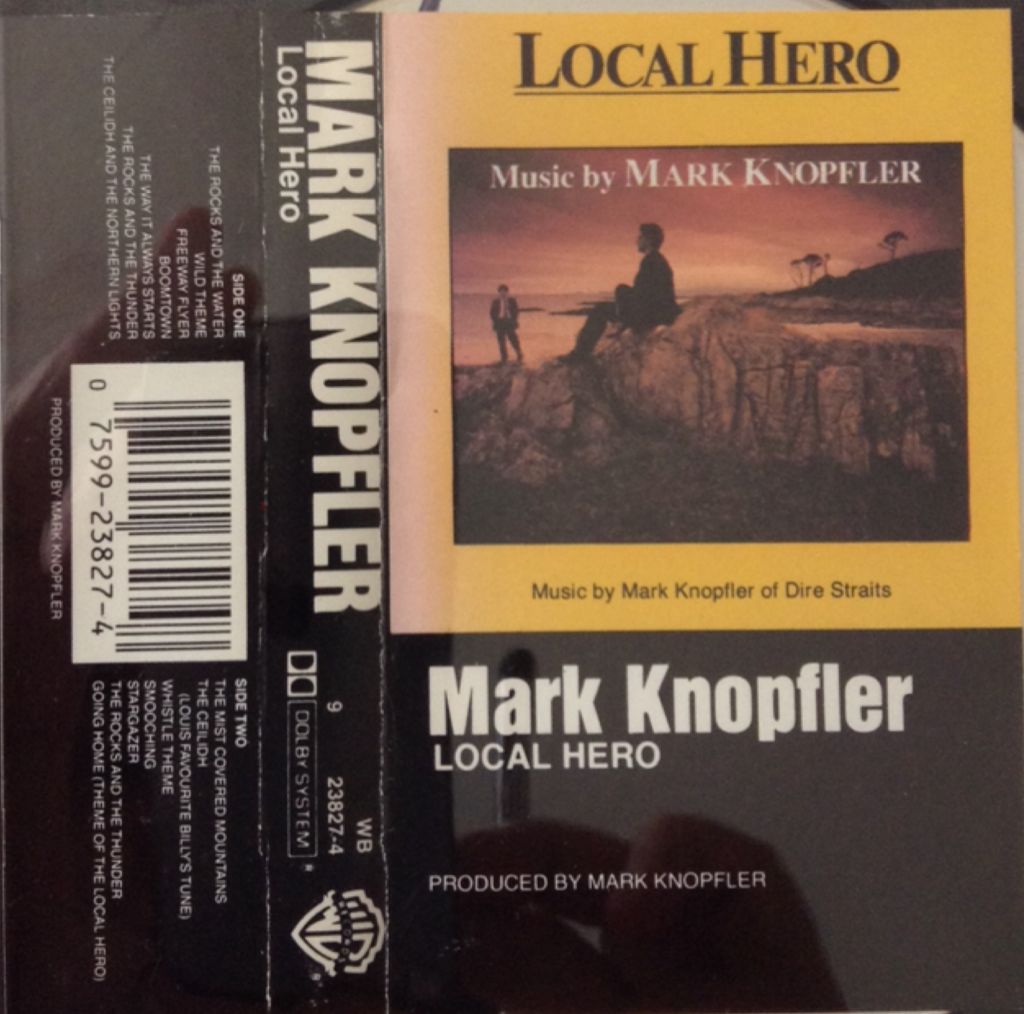 LOCAL HERO
Music by MARK KNOPFLER
Music by Mark Knopfler of Dire Straits
Mark Knopfler
LOCAL HERO
PRODUCED BY MARK KNOPFLER
MARK KNOPFLER
Local Hero
DOLBY SYSTEM
WB
9 23827-4
SIDE ONE
THE ROCKS AND THE WATER
WILD THEME
FREEWAY FLYER
BOOMTOWN
THE WAY IT ALWAYS STARTS
THE ROCKS AND THE THUNDER
THE CEILIDH AND THE NORTHERN LIGHTS
0 7599-23827-4
PRODUCED BY MARK KNOPFLER
SIDE TWO
THE MIST COVERED MOUNTAINS
THE CEILIDH
(LOUIS FAVOURITE BILLY'S TUNE)
WHISTLE THEME
SMOOCHING
STARGAZER
THE ROCKS AND THE THUNDER
GOING HOME (THEME OF THE LOCAL HERO)